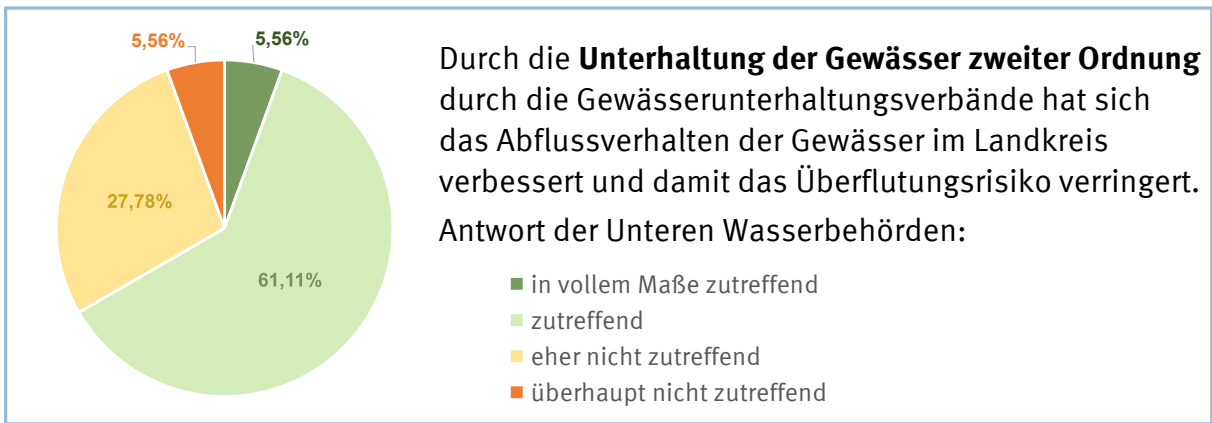 5,56%
5,56%
27,78%
61,11%
Durch die Unterhaltung der Gewässer zweiter Ordnung
durch die Gewässerunterhaltungsverbände hat sich
das Abflussverhalten der Gewässer im Landkreis
verbessert und damit das Überflutungsrisiko verringert.
Antwort der Unteren Wasserbehörden:
in vollem Maße zutreffend
zutreffend
eher nicht zutreffend
überhaupt nicht zutreffend